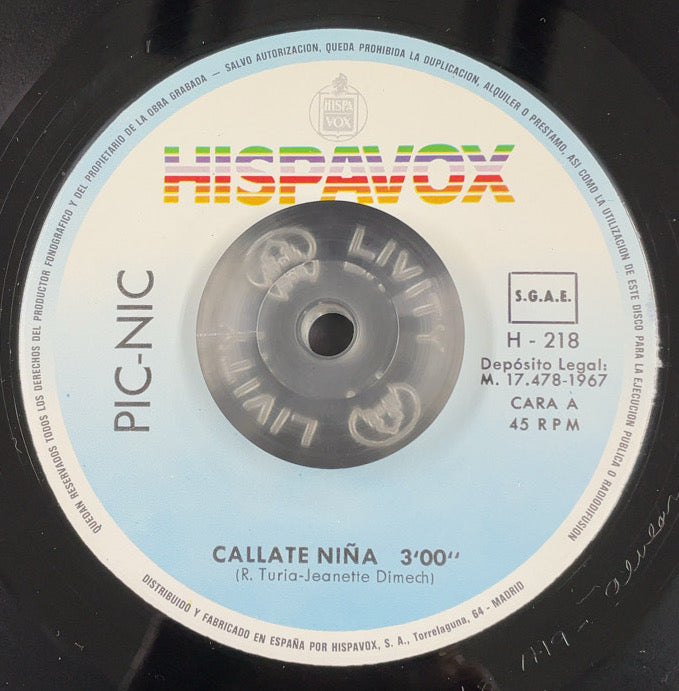 QUEDAN RESERVADOS TODOS LOS DERECHOS DEL PRODUCTOR FONOGRAFICO Y DEL PROPIETARIO DE LA OBRA GRABADA — SALVO AUTORIZACION, QUEDA PROHIBIDA LA DUPLICACION, ALQUILER O PRESTAMO, ASI COMO LA UTILIZACION DE ESTE DISCO PARA LA EJECUCION PUBLICA O RADIODIFUSION
HISPA
VOX
HISPAVOX
PIC-NIC
LIVITY
LIVITY
S.G.A.E.
H - 218
Depósito Legal:
M. 17.478-1967
CARA A
45 RPM
CALLATE NIÑA 3'00"
(R. Turia-Jeanette Dimech)
DISTRIBUIDO Y FABRICADO EN ESPAÑA POR HISPAVOX, S. A., Torrelaguna, 64 - MADRID